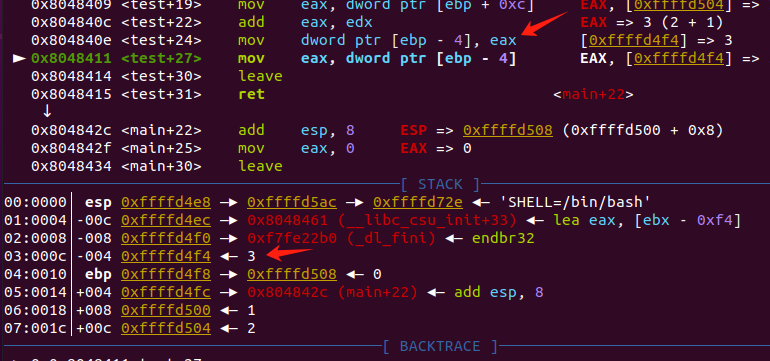 0x8048409 <test+19> mov eax, dword ptr [ebp + 0xc] EAX, [0xffffd504] =>
0x804840c <test+22> add eax, edx EAX => 3 (2 + 1)
0x804840e <test+24> mov dword ptr [ebp - 4], eax [0xffffd4f4] => 3
► 0x8048411 <test+27> mov eax, dword ptr [ebp - 4] EAX, [0xffffd4f4] =>
0x8048414 <test+30> leave
0x8048415 <test+31> ret <main+22>
↓
0x804842c <main+22> add esp, 8 ESP => 0xffffd508 (0xffffd500 + 0x8)
0x804842f <main+25> mov eax, 0 EAX => 0
0x8048434 <main+30> leave
[ STACK ]
00:0000│ esp 0xffffd4e8 —▸ 0xffffd5ac —▸ 0xffffd72e ◂— 'SHELL=/bin/bash'
01:0004│-00c 0xffffd4ec —▸ 0x8048461 (__libc_csu_init+33) ◂— lea eax, [ebx - 0xf4]
02:0008│-008 0xffffd4f0 —▸ 0xf7fe22b0 (_dl_fini) ◂— endbr32
03:000c│-004 0xffffd4f4 ◂— 3
04:0010│ ebp 0xffffd4f8 —▸ 0xffffd508 ◂— 0
05:0014│+004 0xffffd4fc —▸ 0x804842c (main+22) ◂— add esp, 8
06:0018│+008 0xffffd500 ◂— 1
07:001c│+00c 0xffffd504 ◂— 2
[ BACKTRACE ]